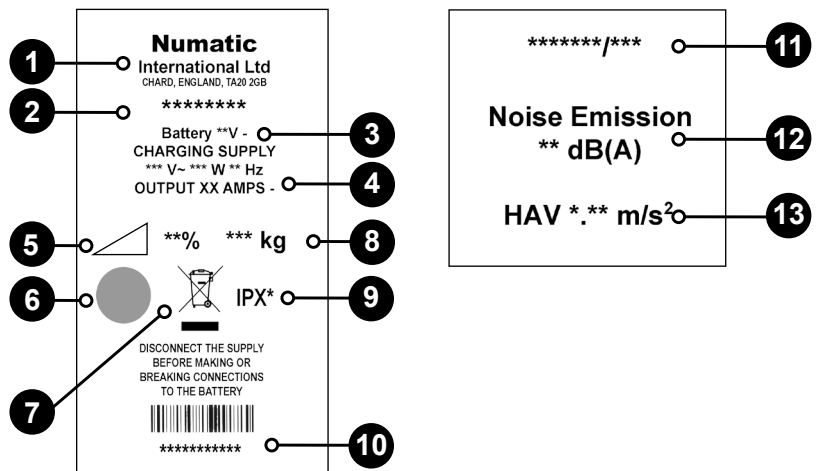 1
Numatic
International Ltd
CHARD, ENGLAND, TA20 2GB
2
********
3
Battery **V -
CHARGING SUPPLY
*** V~ *** W ** Hz
4
OUTPUT XX AMPS -
5
**%
*** kg
8
6
IPX*
9
7
DISCONNECT THE SUPPLY
BEFORE MAKING OR
BREAKING CONNECTIONS
TO THE BATTERY
***********
10
*******/***
11
Noise Emission
** dB(A)
12
HAV *.** m/s²
13